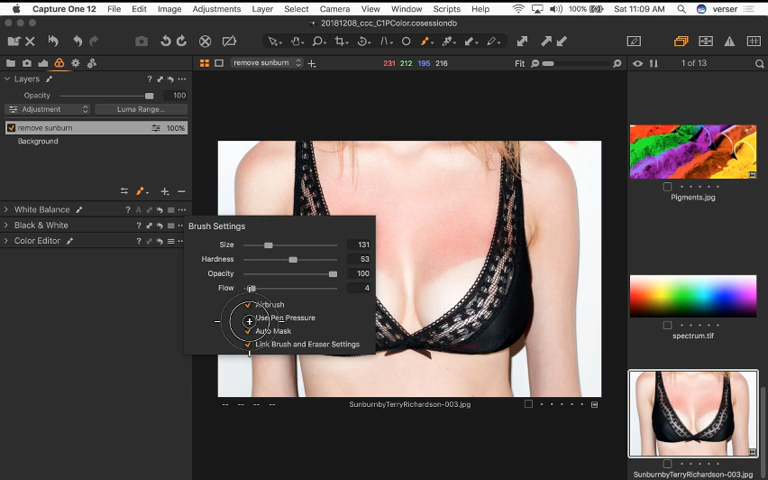 Capture One 12 File Edit Image Adjustments Layers Select Camera View Window Scripts Help 100% Sat 11:09 AM verser
20181208_ccc_C1PColor.cosessiondb
remove sunburn 231 212 195 216 Fit 1 of 13
Layers
Opacity 100
Adjustment Luma Range...
remove sunburn 100%
Background
White Balance
Black & White
Color Editor
Brush Settings
Size 131
Hardness 53
Opacity 100
Flow 4
Airbrush
Use Pen Pressure
Auto Mask
Link Brush and Eraser Settings
SunburnbyTerryRichardson-003.jpg
Pigments.jpg
spectrum.tif
SunburnbyTerryRichardson-003.jpg